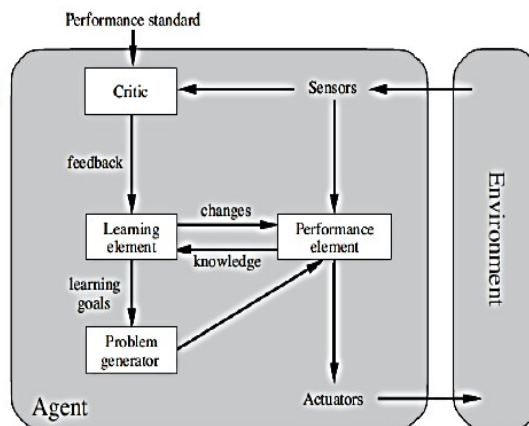 Performance standard
Critic
Sensors
feedback
changes
Learning
element
Performance
element
knowledge
learning
goals
Problem
generator
Agent
Actuators
Environment